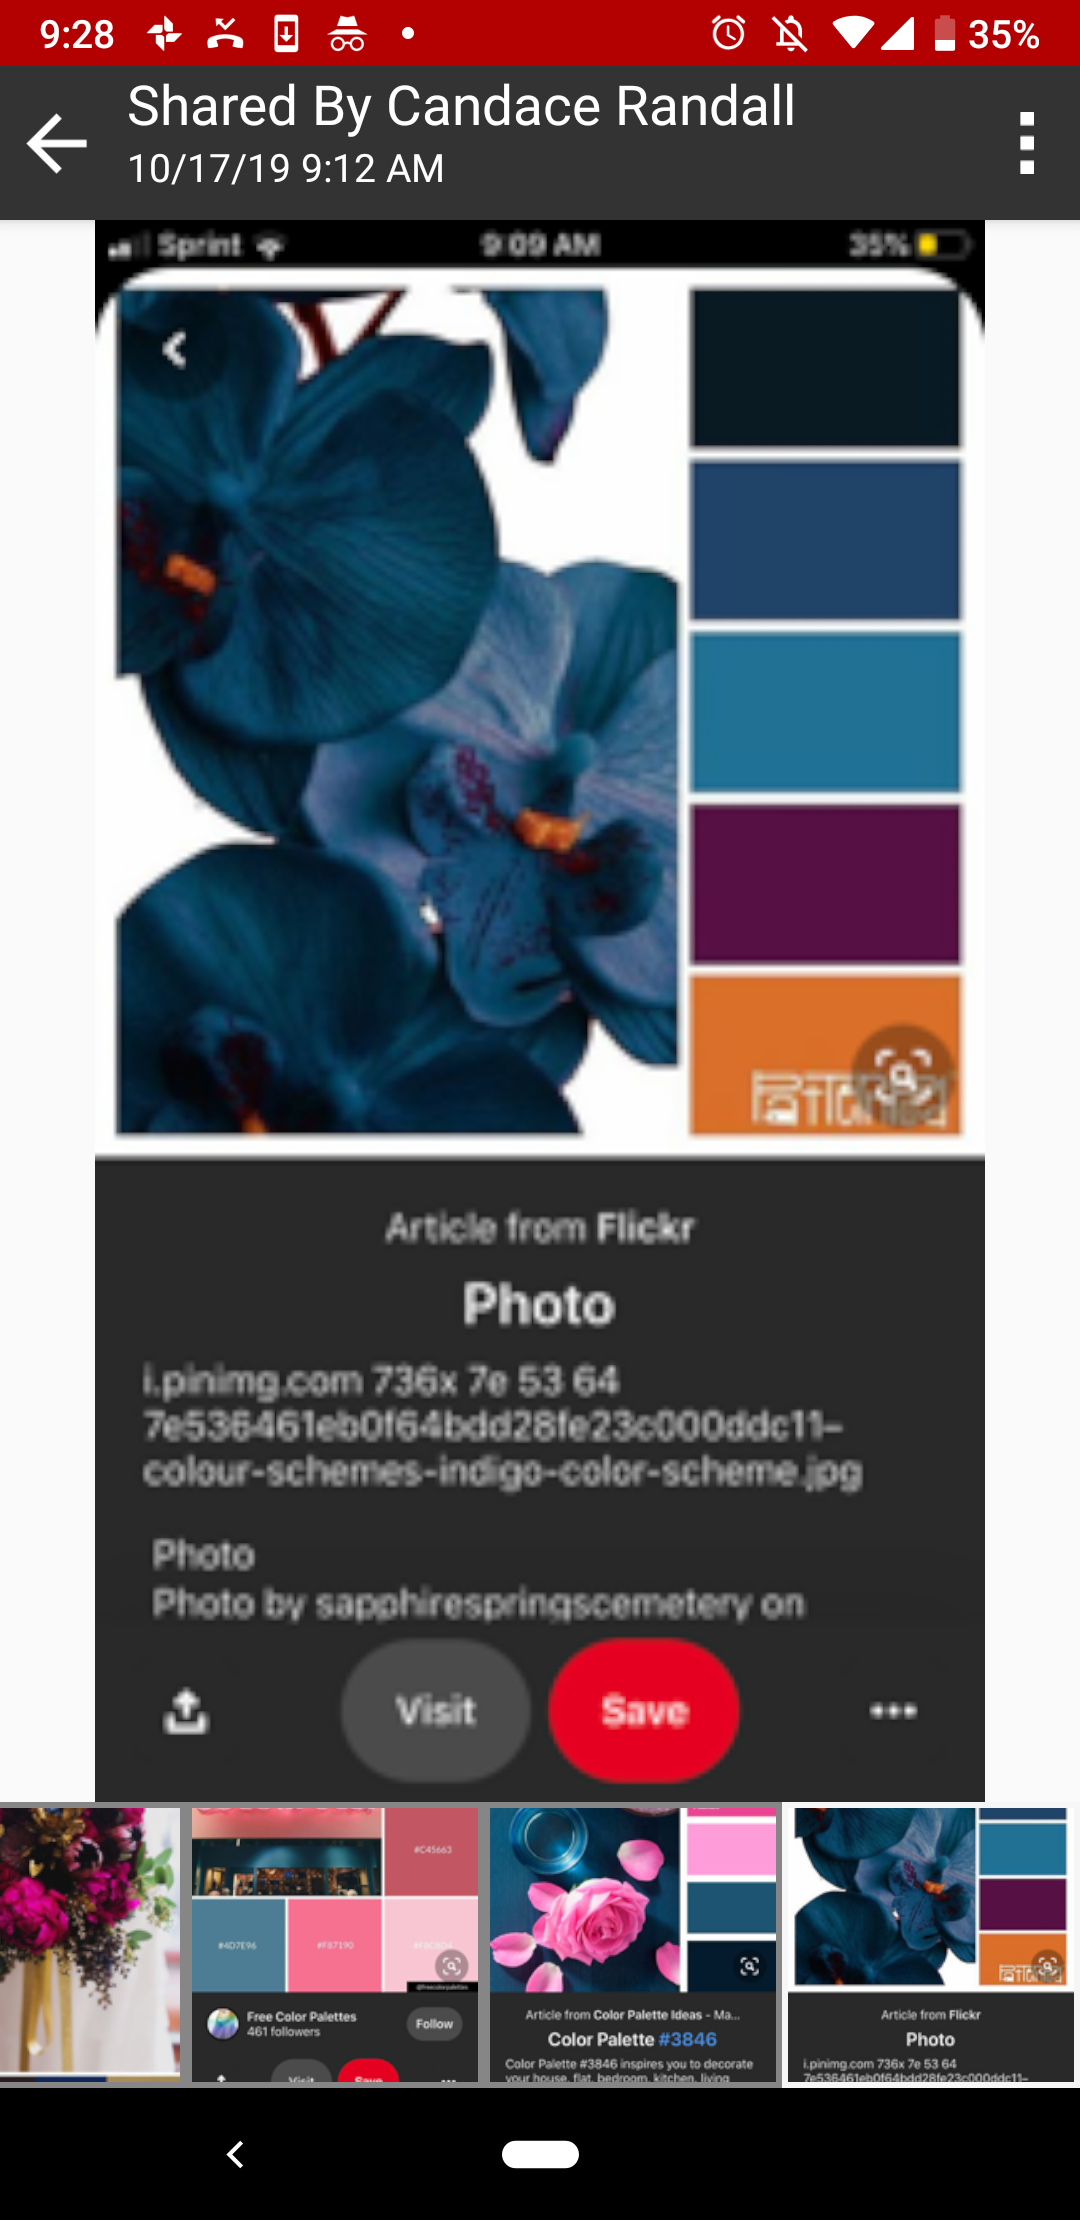 9:28
35%
Shared By Candace Randall
10/17/19 9:12 AM
Sprint
9:09 AM
35%
Article from Flickr
Photo
i.pinimg.com 736x 7e 53 64
7e536461eb0f64bdd28fe23c000ddc11-
colour-schemes-indigo-color-scheme.jpg
Photo
Photo by sapphirespringscemetery on
Visit
Save
#C45663
#4D7E96
#F87190
Free Color Palettes
461 followers
Follow
Visit
Save
Article from Color Palette Ideas - Ma...
Color Palette #3846
Color Palette #3846 inspires you to decorate
your house, flat, bedroom, kitchen, living
Article from Flickr
Photo
i.pinimg.com 736x 7e 53 64
7e536461eb0f64bdd28fe23c000ddc11-